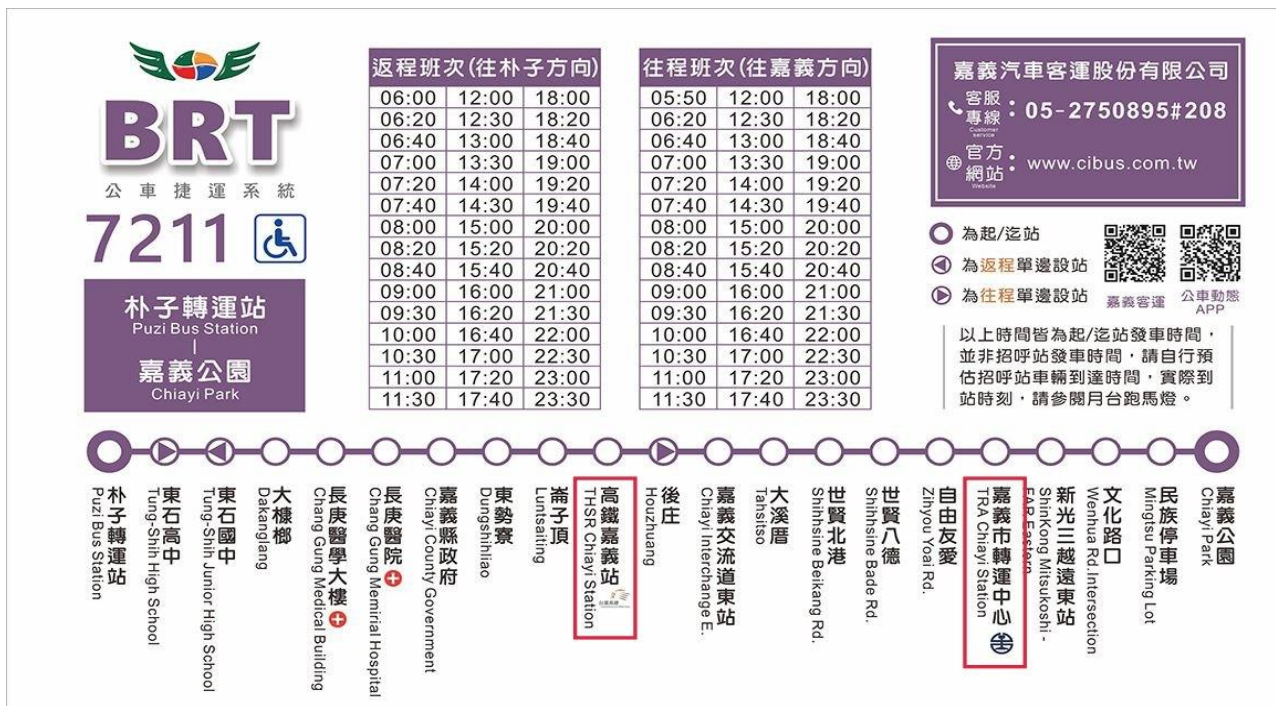 BRT
公車捷運系統
7211
朴子轉運站
Puzi Bus Station
嘉義公園
Chiayi Park
返程班次(往朴子方向)
06:00 12:00 18:00
06:20 12:30 18:20
06:40 13:00 18:40
07:00 13:30 19:00
07:20 14:00 19:20
07:40 14:30 19:40
08:00 15:00 20:00
08:20 15:20 20:20
08:40 15:40 20:40
09:00 16:00 21:00
09:30 16:20 21:30
10:00 16:40 22:00
10:30 17:00 22:30
11:00 17:20 23:00
11:30 17:40 23:30
往程班次(往嘉義方向)
05:50 12:00 18:00
06:20 12:30 18:20
06:40 13:00 18:40
07:00 13:30 19:00
07:20 14:00 19:20
07:40 14:30 19:40
08:00 15:00 20:00
08:20 15:20 20:20
08:40 15:40 20:40
09:00 16:00 21:00
09:30 16:20 21:30
10:00 16:40 22:00
10:30 17:00 22:30
11:00 17:20 23:00
11:30 17:40 23:30
嘉義汽車客運股份有限公司
客服專線：05-2750895#208
Customer service
官方網站：www.cibus.com.tw
Website
為起/迄站
為返程單邊設站
為往程單邊設站
嘉義客運
公車動態
APP
以上時間皆為起/迄站發車時間，
並非招呼站發車時間，請自行預
估招呼站車輛到達時間，實際到
站時刻，請參閱月台跑馬燈。
朴子轉運站
Puzi Bus Station
東石高中
Tung-Shih High School
東石國中
Tung-Shih Junior High School
大槺榔
Dakanglang
長庚醫學大樓
Chang Gung Medical Building
長庚醫院
Chang Gung Memirial Hospital
嘉義縣政府
Chiayi County Government
東勢寮
Dungshihliao
崙子頂
Luntsaiting
高鐵嘉義站
THSR Chiayi Station
後庄
Houzhuang
嘉義交流道東站
Chiayi Interchange E.
大溪厝
Tahsitso
世賢北港
Shihhsine Beikang Rd.
世賢八德
Shihhsine Bade Rd.
自由友愛
Zihyou Yoai Rd.
嘉義市轉運中心
TRA Chiayi Station
新光三越遠東站
ShinKong Mitsukoshi -
FAR Eastern
文化路口
Wenhua Rd.Intersection
民族停車場
Mingtsu Parking Lot
嘉義公園
Chiayi Park